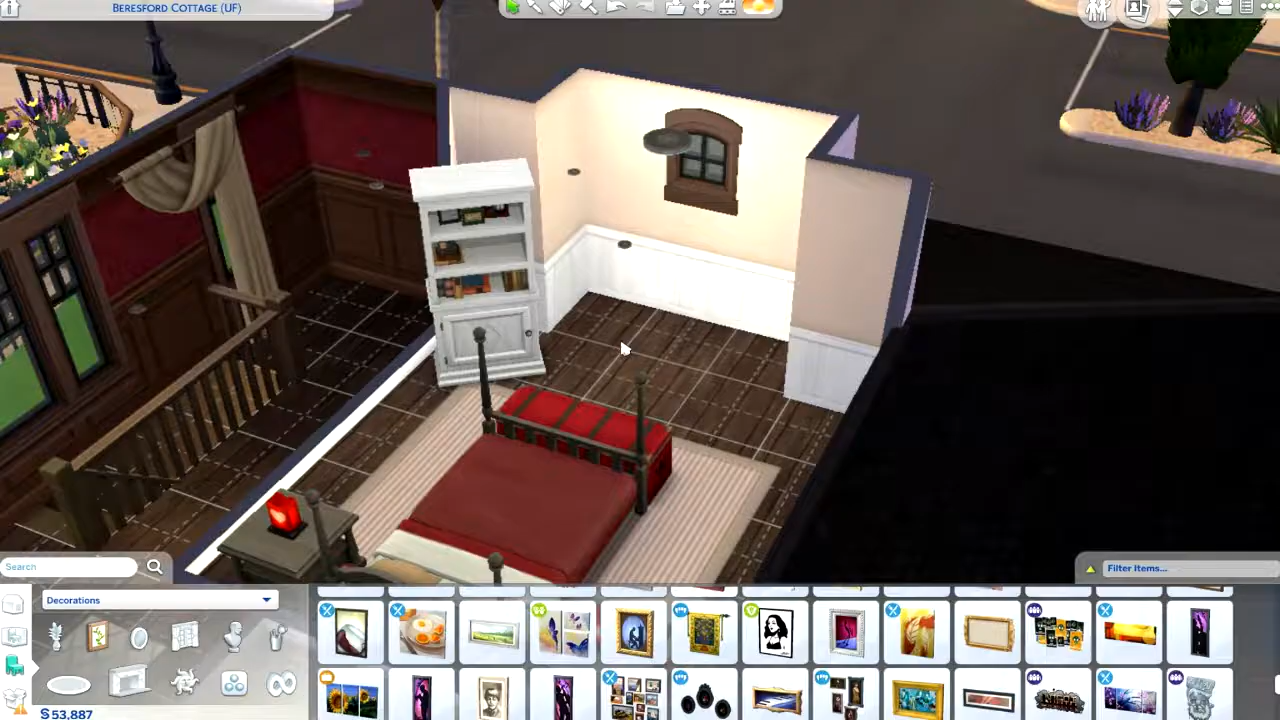 BERESFORD COTTAGE (UF)
Search
Filter Items...
Decorations
§53,887